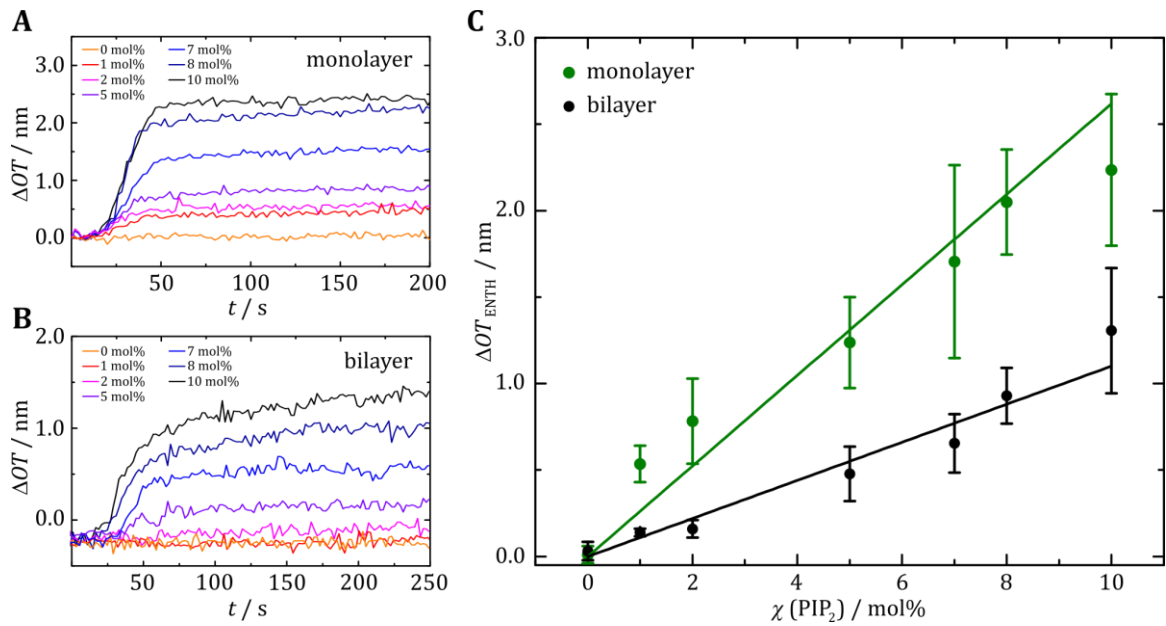 A
0 mol%
1 mol%
2 mol%
5 mol%
7 mol%
8 mol%
10 mol%
monolayer
3.0
2.0
1.0
0.0
ΔOT / nm
50
100
150
200
t / s
B
0 mol%
1 mol%
2 mol%
5 mol%
7 mol%
8 mol%
10 mol%
bilayer
2.0
1.0
0.0
ΔOT / nm
50
100
150
200
250
t / s
C
monolayer
bilayer
3.0
2.0
1.0
0.0
ΔOT ENTH / nm
0
2
4
6
8
10
χ (PIP2) / mol%